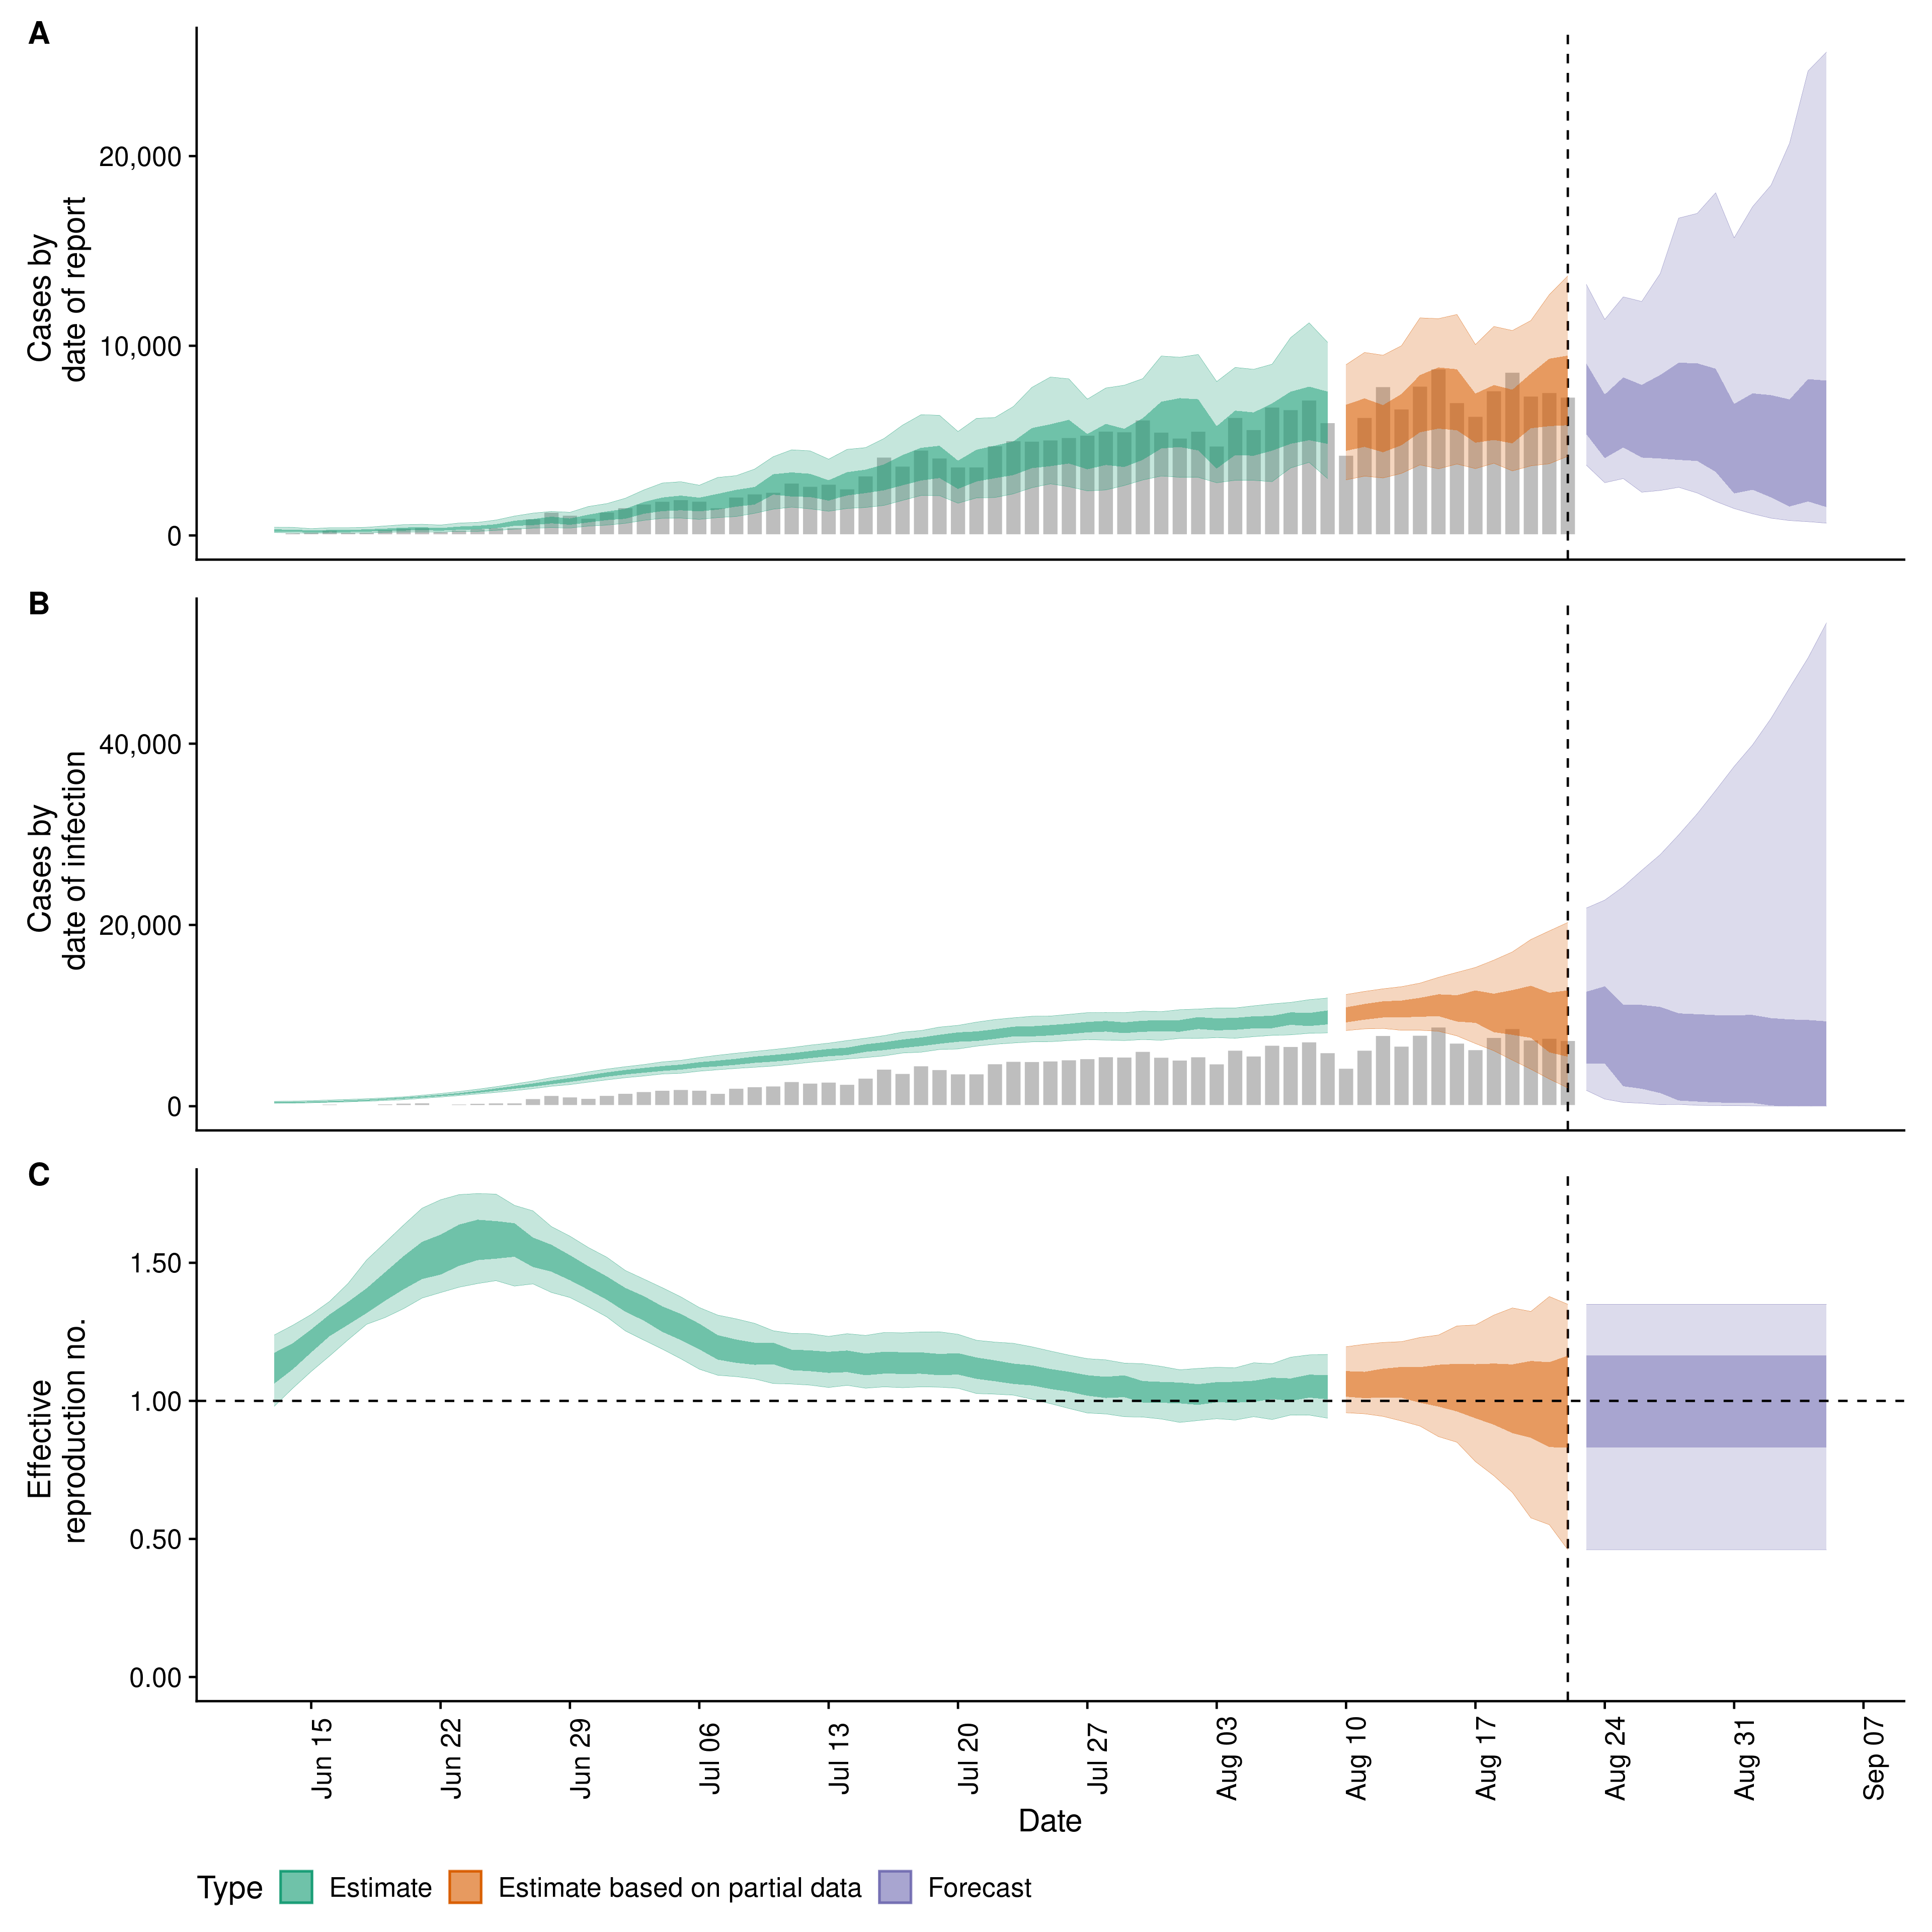 A
Cases by
date of report
20,000
10,000
0
B
Cases by
date of infection
40,000
20,000
0
C
Effective
reproduction no.
1.50
1.00
0.50
0.00
Jun 15
Jun 22
Jun 29
Jul 06
Jul 13
Jul 20
Jul 27
Aug 03
Aug 10
Aug 17
Aug 24
Aug 31
Sep 07
Date
Type Estimate Estimate based on partial data Forecast